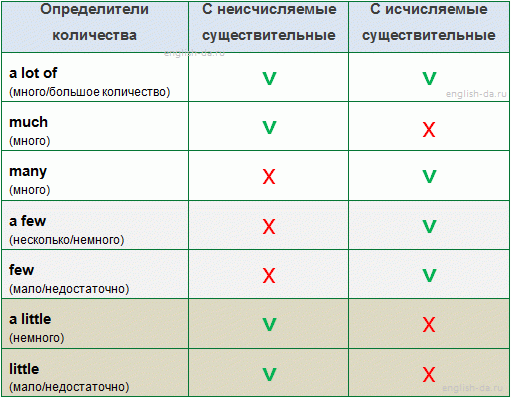 Определители количества
С неисчисляемые существительные
С исчисляемые существительные
english-da.ru
a lot of
(много/большое количество)
V
V
english-da.ru
much
(много)
V
X
many
(много)
X
V
a few
(несколько/немного)
X
V
few
(мало/недостаточно)
X
V
a little
(немного)
V
X
little
(мало/недостаточно)
V
X
english-da.ru